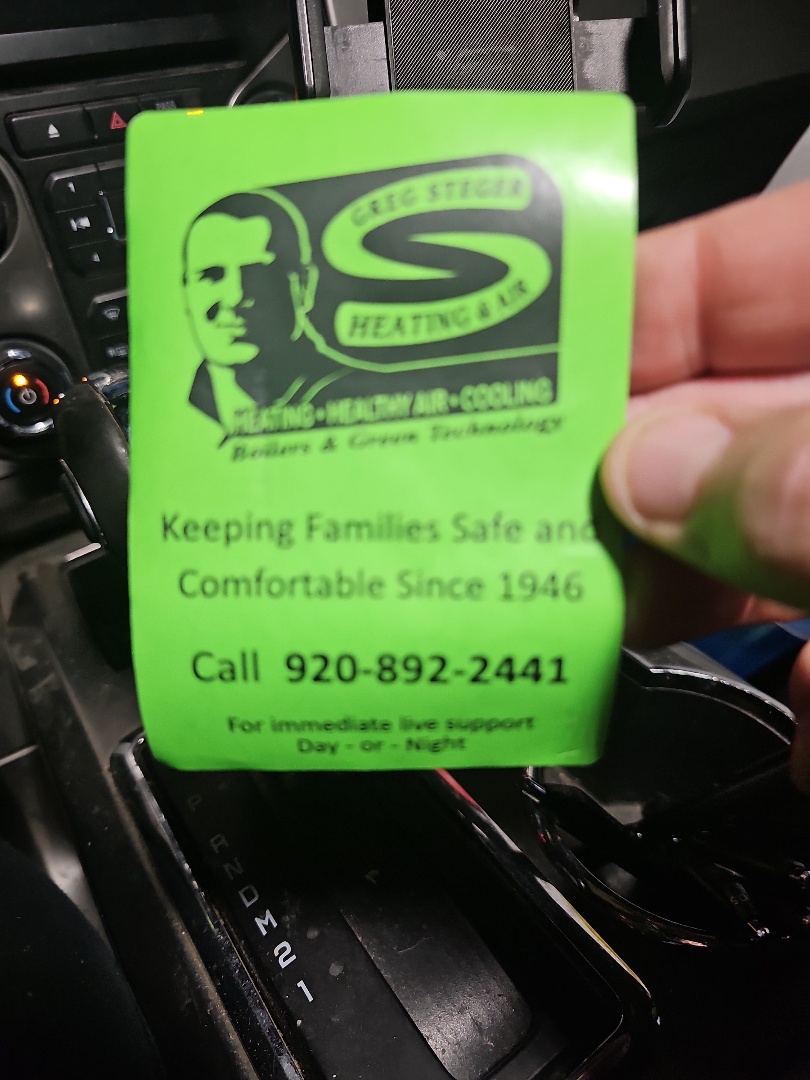 GREG STEGER
HEATING & AIR
HEATING • HEALTHY AIR • COOLING
Boilers & Green Technology
Keeping Families Safe and
Comfortable Since 1946
Call 920-892-2441
For immediate live support
Day - or - Night
1
P
R
N
D
M
2
1